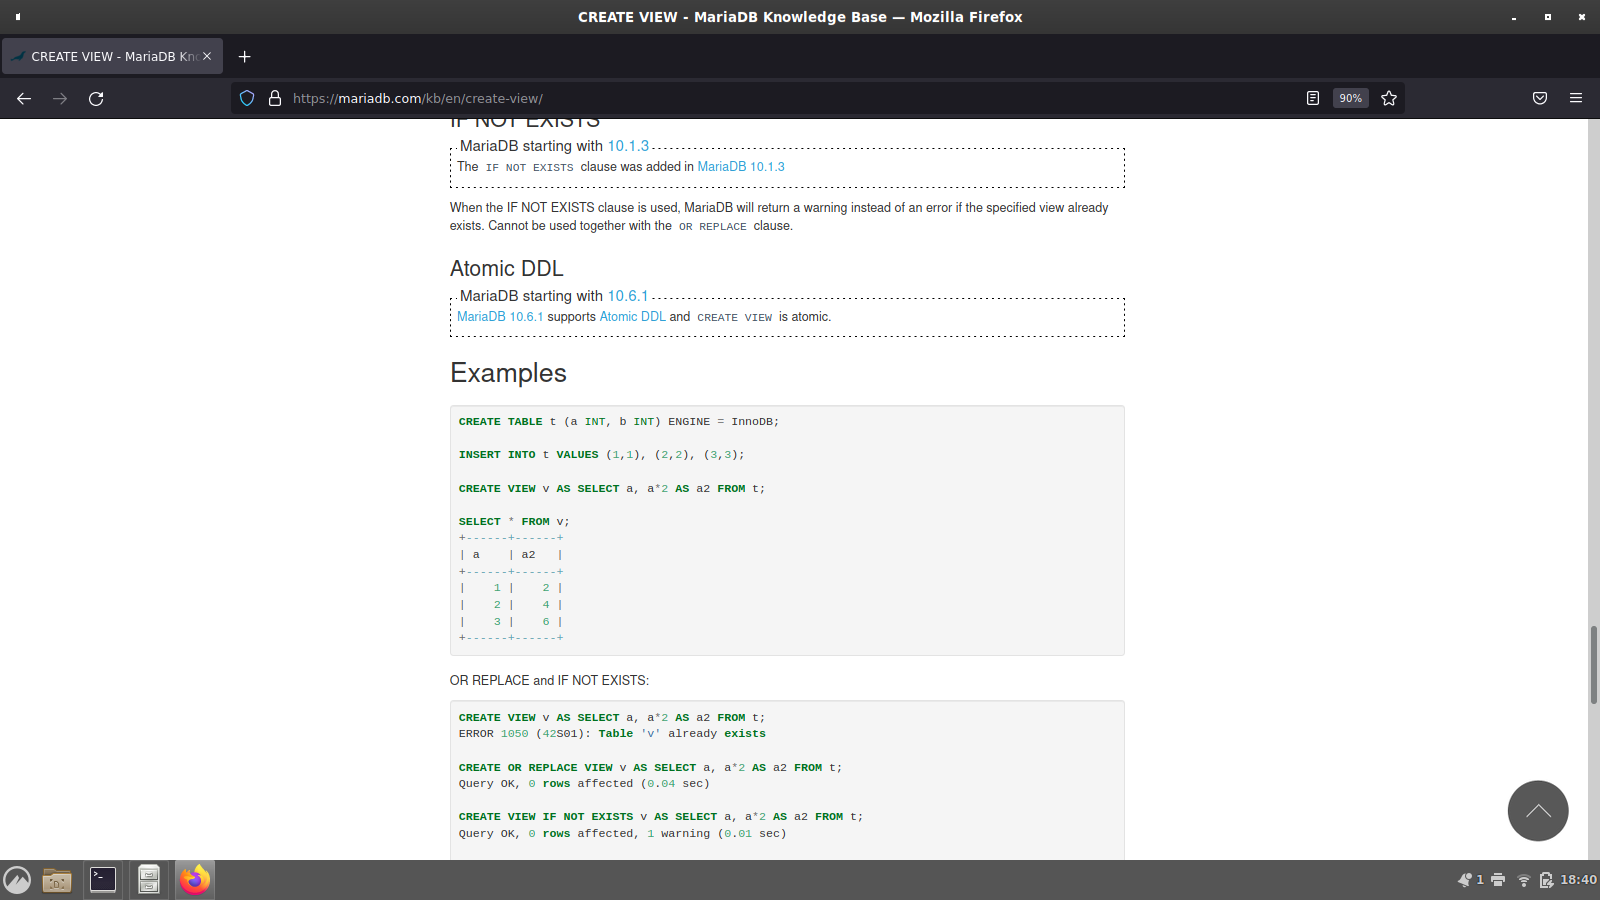 CREATE VIEW - MariaDB Knowledge Base — Mozilla Firefox
CREATE VIEW - MariaDB Kno
https://mariadb.com/kb/en/create-view/
90%
IF NOT EXISTS
MariaDB starting with 10.1.3
The IF NOT EXISTS clause was added in MariaDB 10.1.3
When the IF NOT EXISTS clause is used, MariaDB will return a warning instead of an error if the specified view already
exists. Cannot be used together with the OR REPLACE clause.
Atomic DDL
MariaDB starting with 10.6.1
MariaDB 10.6.1 supports Atomic DDL and CREATE VIEW is atomic.
Examples
CREATE TABLE t (a INT, b INT) ENGINE = InnoDB;
INSERT INTO t VALUES (1,1), (2,2), (3,3);
CREATE VIEW v AS SELECT a, a*2 AS a2 FROM t;
SELECT * FROM v;
+------+------+
| a    | a2   |
+------+------+
|    1 |    2 |
|    2 |    4 |
|    3 |    6 |
+------+------+
OR REPLACE and IF NOT EXISTS:
CREATE VIEW v AS SELECT a, a*2 AS a2 FROM t;
ERROR 1050 (42S01): Table 'v' already exists
CREATE OR REPLACE VIEW v AS SELECT a, a*2 AS a2 FROM t;
Query OK, 0 rows affected (0.04 sec)
CREATE VIEW IF NOT EXISTS v AS SELECT a, a*2 AS a2 FROM t;
Query OK, 0 rows affected, 1 warning (0.01 sec)
1
18:40